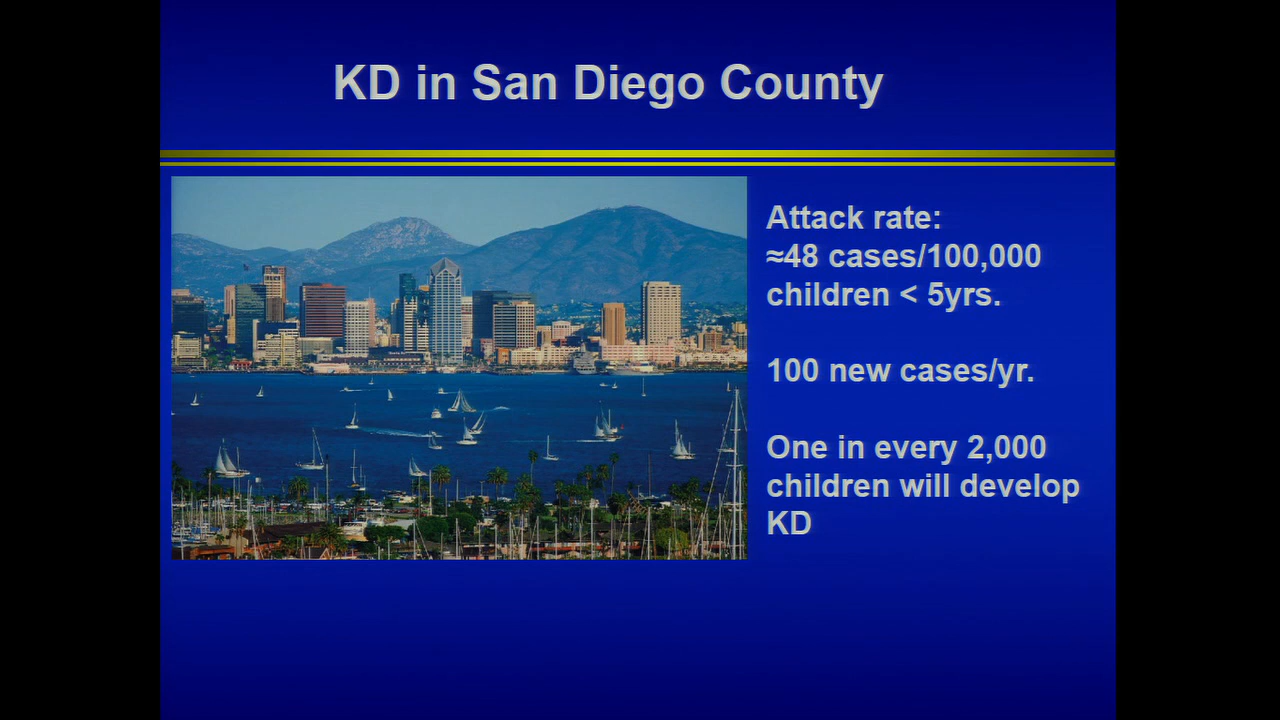 KD in San Diego County
Attack rate:
≈48 cases/100,000
children < 5yrs.
100 new cases/yr.
One in every 2,000
children will develop
KD